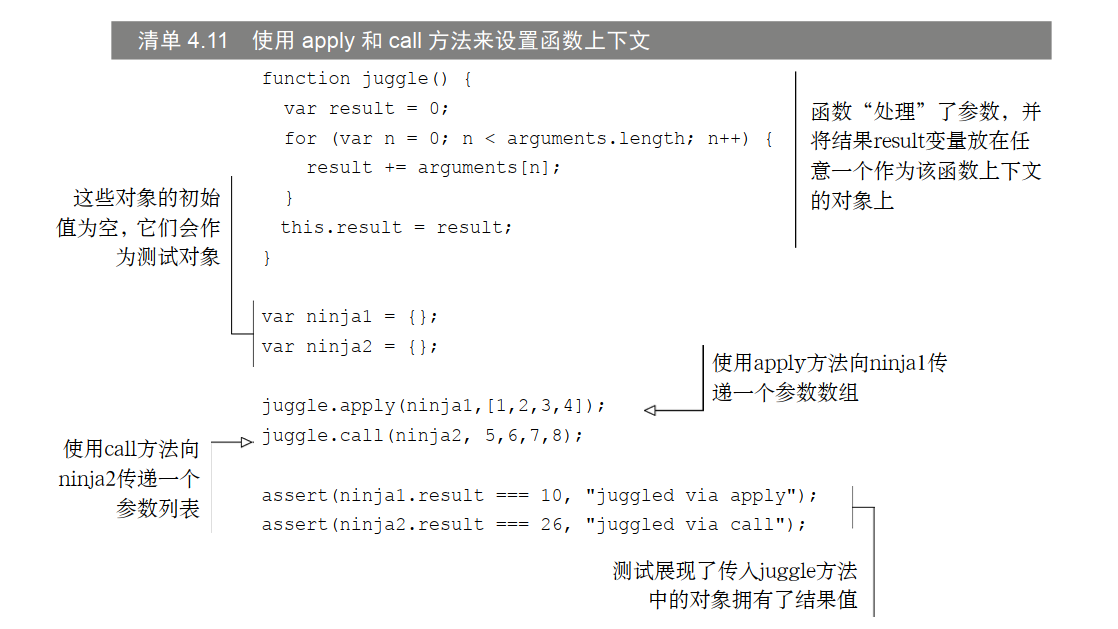 清单 4.11 使用 apply 和 call 方法来设置函数上下文
function juggle() {
var result = 0;
for (var n = 0; n < arguments.length; n++) {
result += arguments[n];
}
this.result = result;
}
函数“处理”了参数，并
将结果result变量放在任
意一个作为该函数上下文
的对象上
这些对象的初始
值为空，它们会作
为测试对象
var ninja1 = {};
var ninja2 = {};
使用apply方法向ninja1传
递一个参数数组
juggle.apply(ninja1,[1,2,3,4]);
juggle.call(ninja2, 5,6,7,8);
使用call方法向
ninja2传递一个
参数列表
assert(ninja1.result === 10, "juggled via apply");
assert(ninja2.result === 26, "juggled via call");
测试展现了传入juggle方法
中的对象拥有了结果值